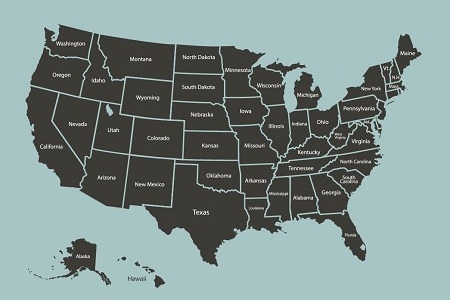 Washington
Oregon
Idaho
Montana
Wyoming
North Dakota
South Dakota
Nebraska
Kansas
Oklahoma
Texas
Minnesota
Iowa
Missouri
Arkansas
Louisiana
Wisconsin
Illinois
Michigan
Indiana
Ohio
Kentucky
Tennessee
Mississippi
Alabama
Georgia
Florida
South
Carolina
North Carolina
Virginia
West
Virginia
Pennsylvania
New York
Vt.
N.H.
Mass.
Maine
California
Nevada
Utah
Colorado
Arizona
New Mexico
Alaska
Hawaii